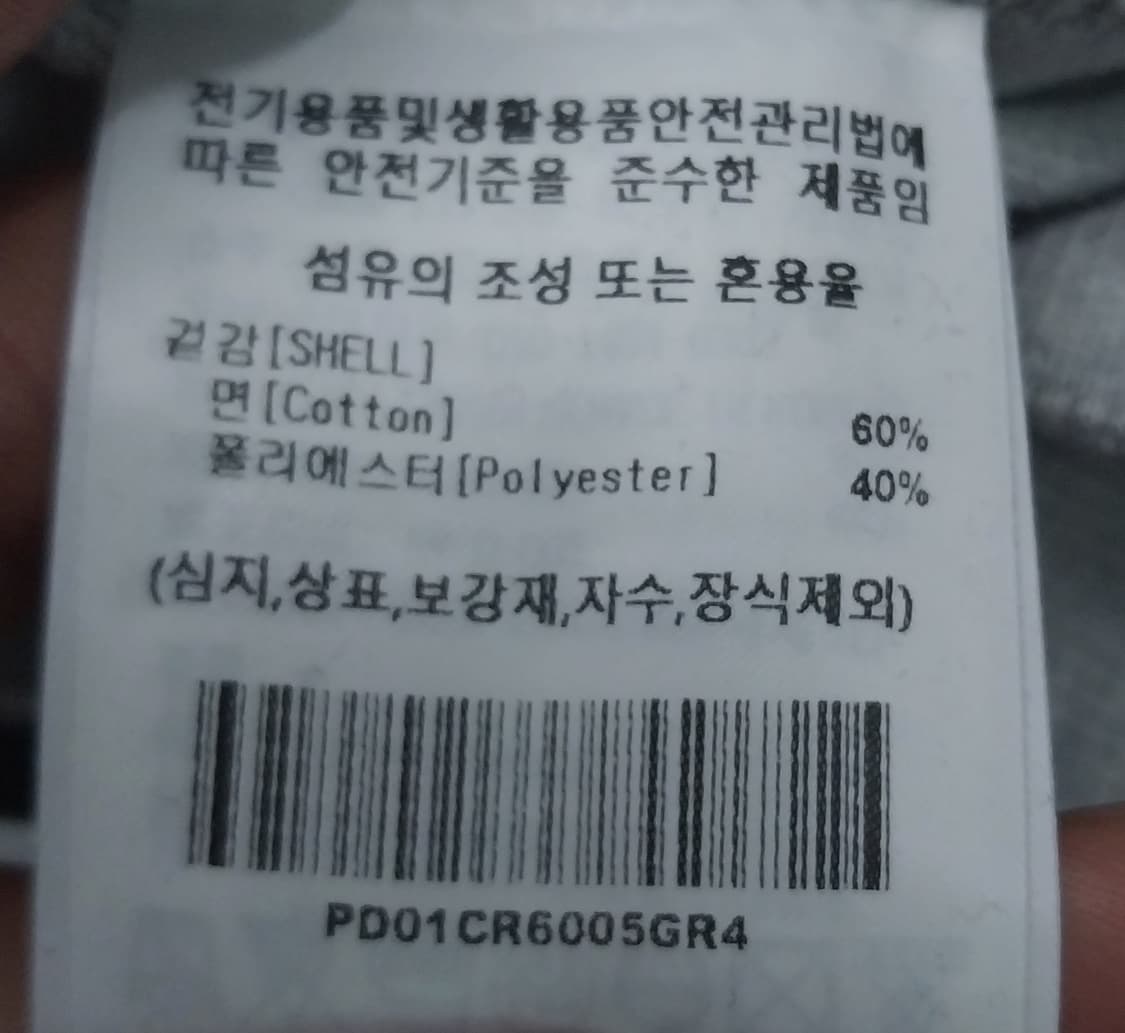 전기용품및생활용품안전관리법에
따른 안전기준을 준수한 제품임
섬유의 조성 또는 혼용율
겉감[SHELL]
면[Cotton] 60%
폴리에스터[Polyester] 40%
(심지,상표,보강재,자수,장식제외)
PD01CR6005GR4